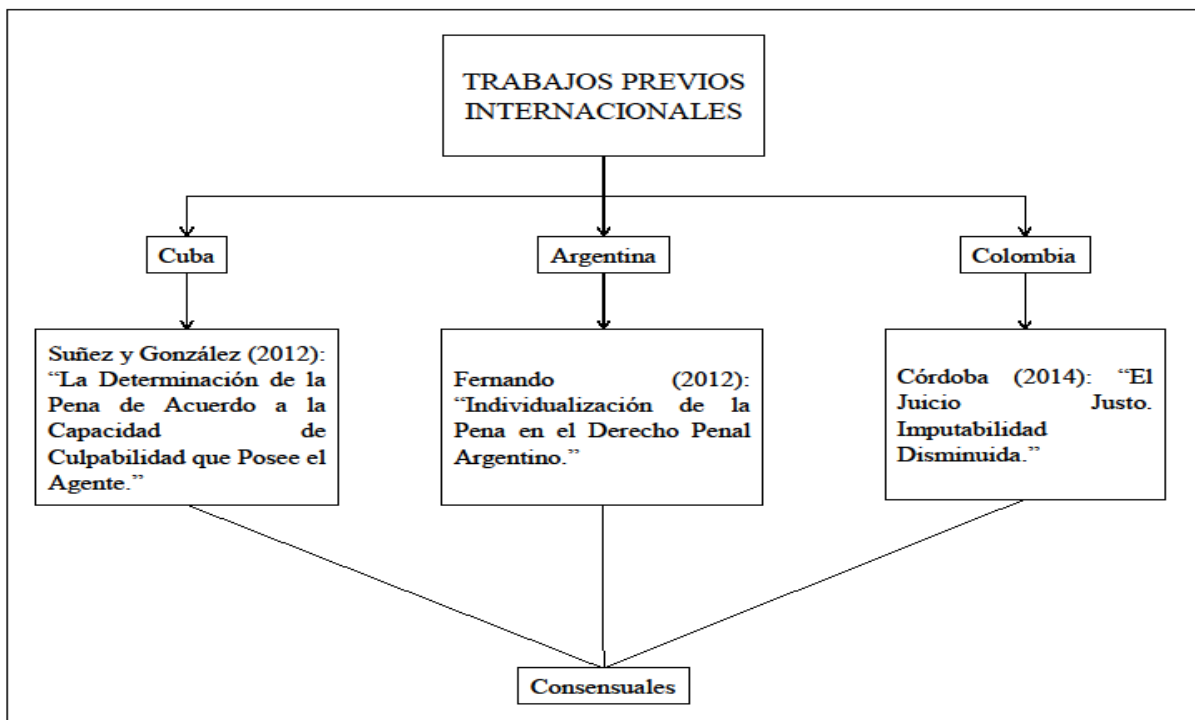 TRABAJOS PREVIOS
INTERNACIONALES
Cuba
Argentina
Colombia
Suñez y González (2012):
“La Determinación de la
Pena de Acuerdo a la
Capacidad de
Culpabilidad que Posee el
Agente.”
Fernando (2012):
“Individualización de la
Pena en el Derecho Penal
Argentino.”
Córdoba (2014): “El
Juicio Justo.
Imputabilidad
Disminuida.”
Consensuales